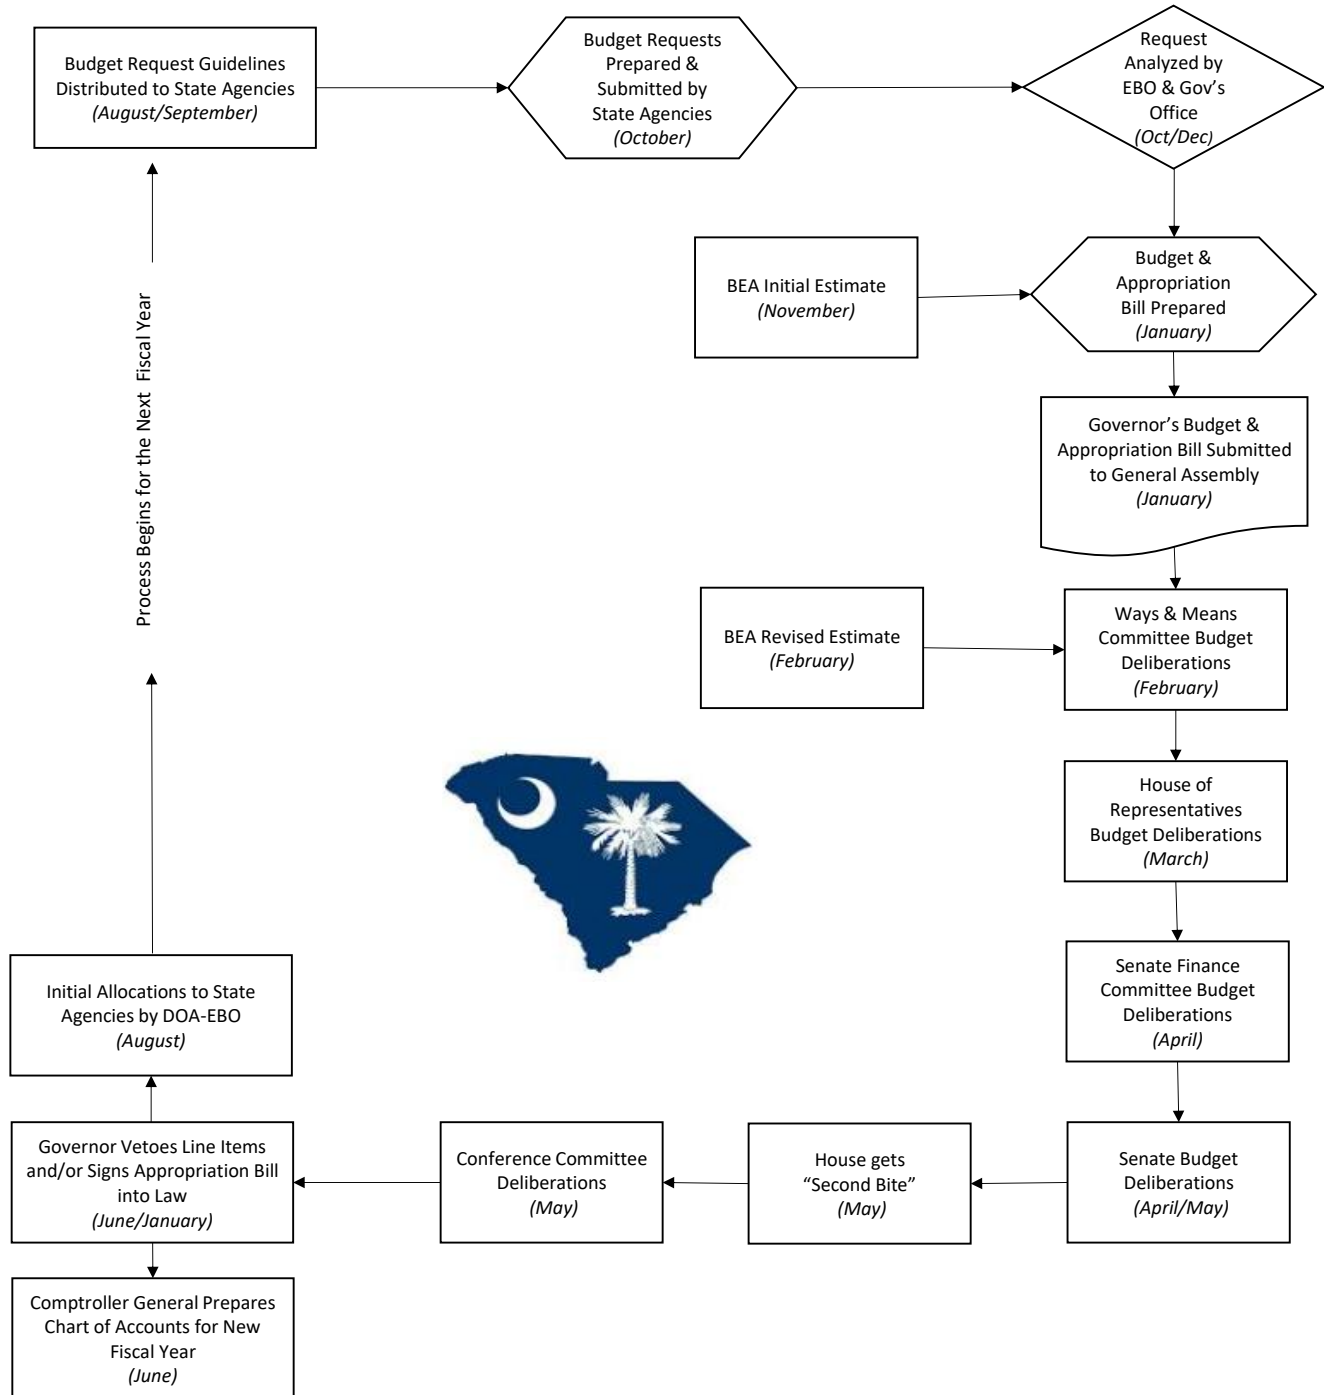 Budget Request Guidelines
Distributed to State Agencies
(August/September)
Budget Requests
Prepared &
Submitted by
State Agencies
(October)
Request
Analyzed by
EBO & Gov's
Office
(Oct/Dec)
BEA Initial Estimate
(November)
Budget &
Appropriation
Bill Prepared
(January)
Governor's Budget &
Appropriation Bill Submitted
to General Assembly
(January)
BEA Revised Estimate
(February)
Ways & Means
Committee Budget
Deliberations
(February)
House of
Representatives
Budget Deliberations
(March)
Senate Finance
Committee Budget
Deliberations
(April)
Senate Budget
Deliberations
(April/May)
House gets
“Second Bite”
(May)
Conference Committee
Deliberations
(May)
Governor Vetoes Line Items
and/or Signs Appropriation Bill
into Law
(June/January)
Comptroller General Prepares
Chart of Accounts for New
Fiscal Year
(June)
Initial Allocations to State
Agencies by DOA-EBO
(August)
Process Begins for the Next Fiscal Year